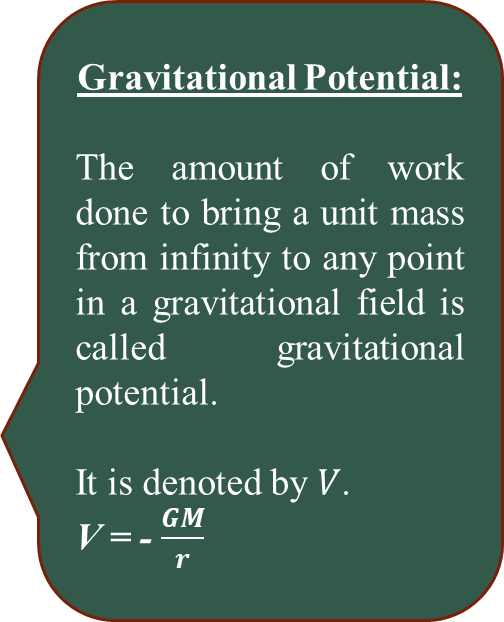 Gravitational Potential:
The amount of work
done to bring a unit mass
from infinity to any point
in a gravitational field is
called gravitational
potential.
It is denoted by V.
V = - GM/r